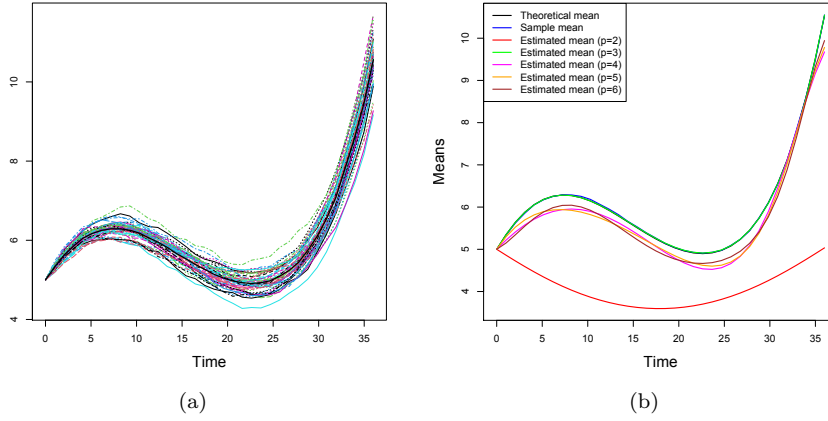 4 6 8 10
0 5 10 15 20 25 30 35
Time
(a)
Means
4 5 6 7 8 9 10
Theoretical mean
Sample mean
Estimated mean (p=2)
Estimated mean (p=3)
Estimated mean (p=4)
Estimated mean (p=5)
Estimated mean (p=6)
0 5 10 15 20 25 30 35
Time
(b)